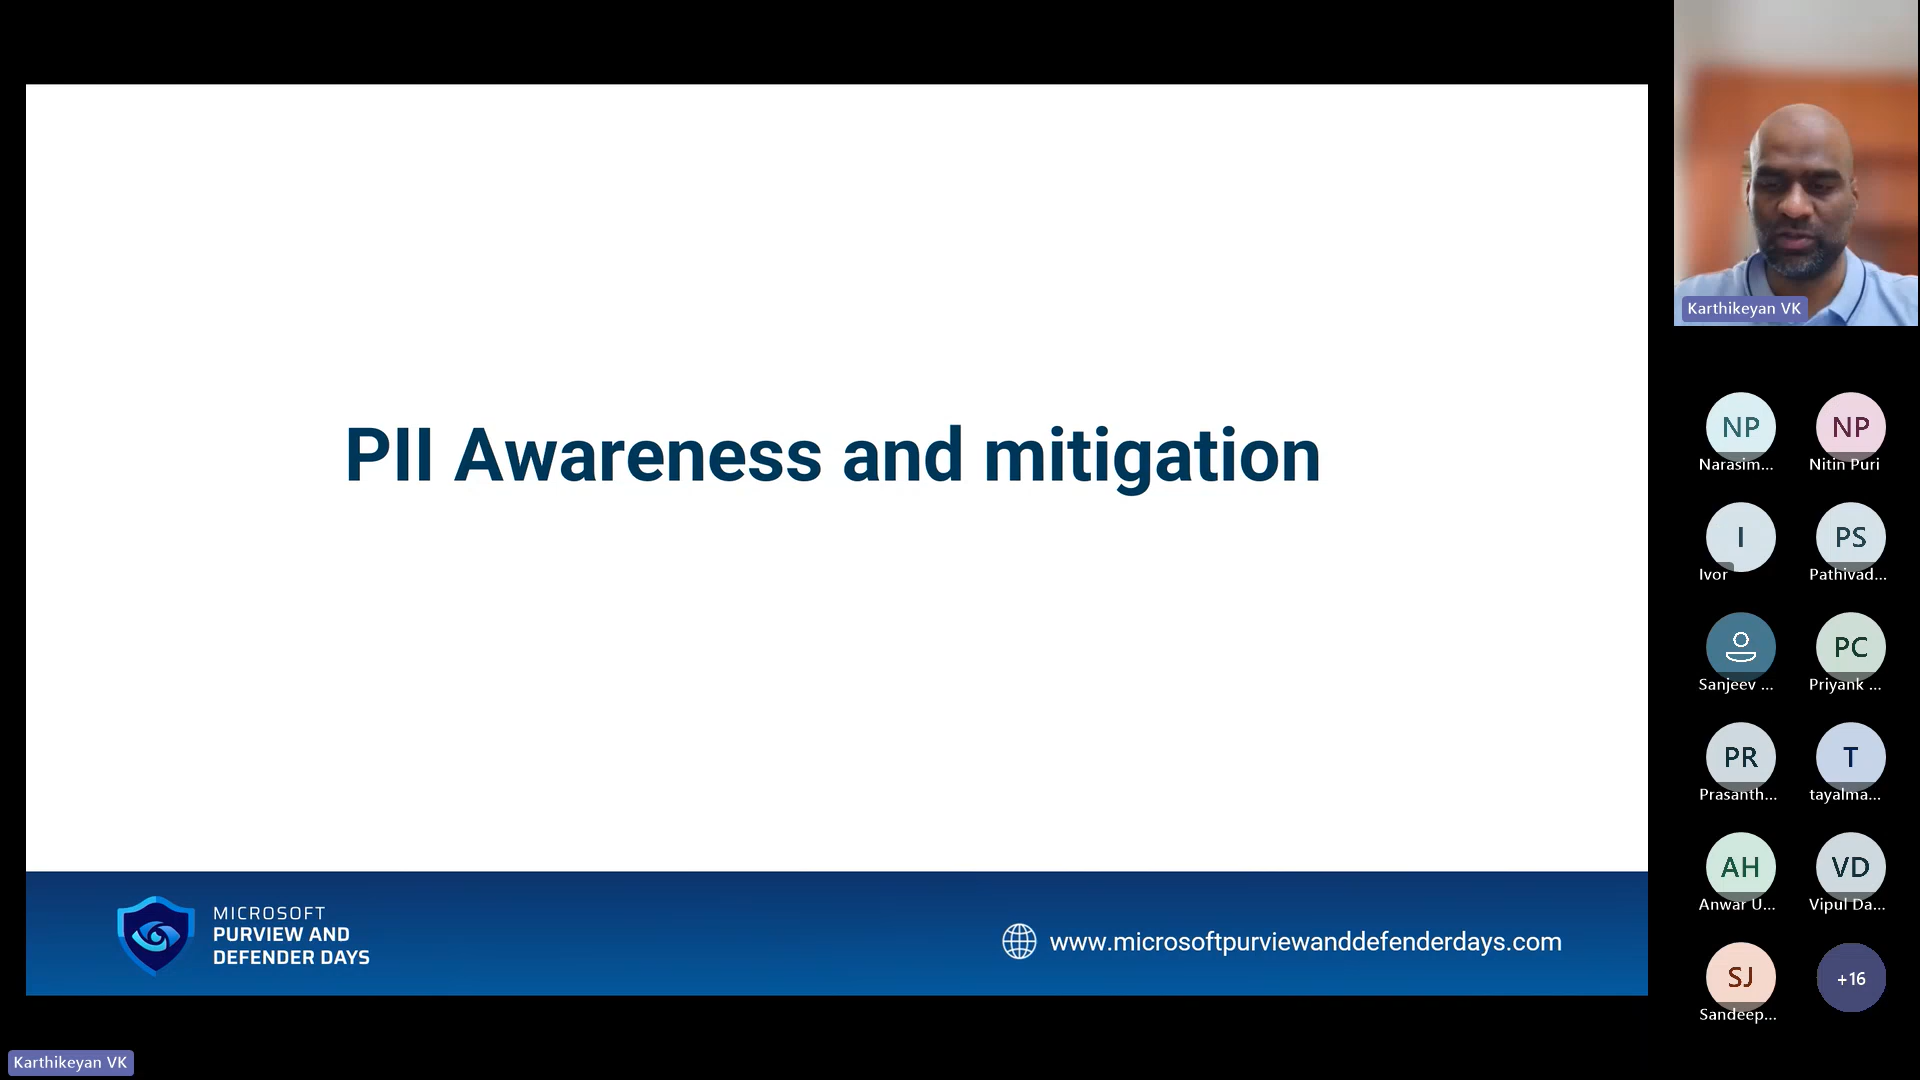 PII Awareness and mitigation
MICROSOFT
PURVIEW AND
DEFENDER DAYS
www.microsoftpurviewanddefenderdays.com
Karthikeyan VK
Karthikeyan VK
NP
Narasim...
NP
Nitin Puri
I
Ivor
PS
Pathivad...
Sanjeev ...
PC
Priyank ...
PR
Prasanth...
T
tayalma...
AH
Anwar U...
VD
Vipul Da...
SJ
Sandeep...
+16